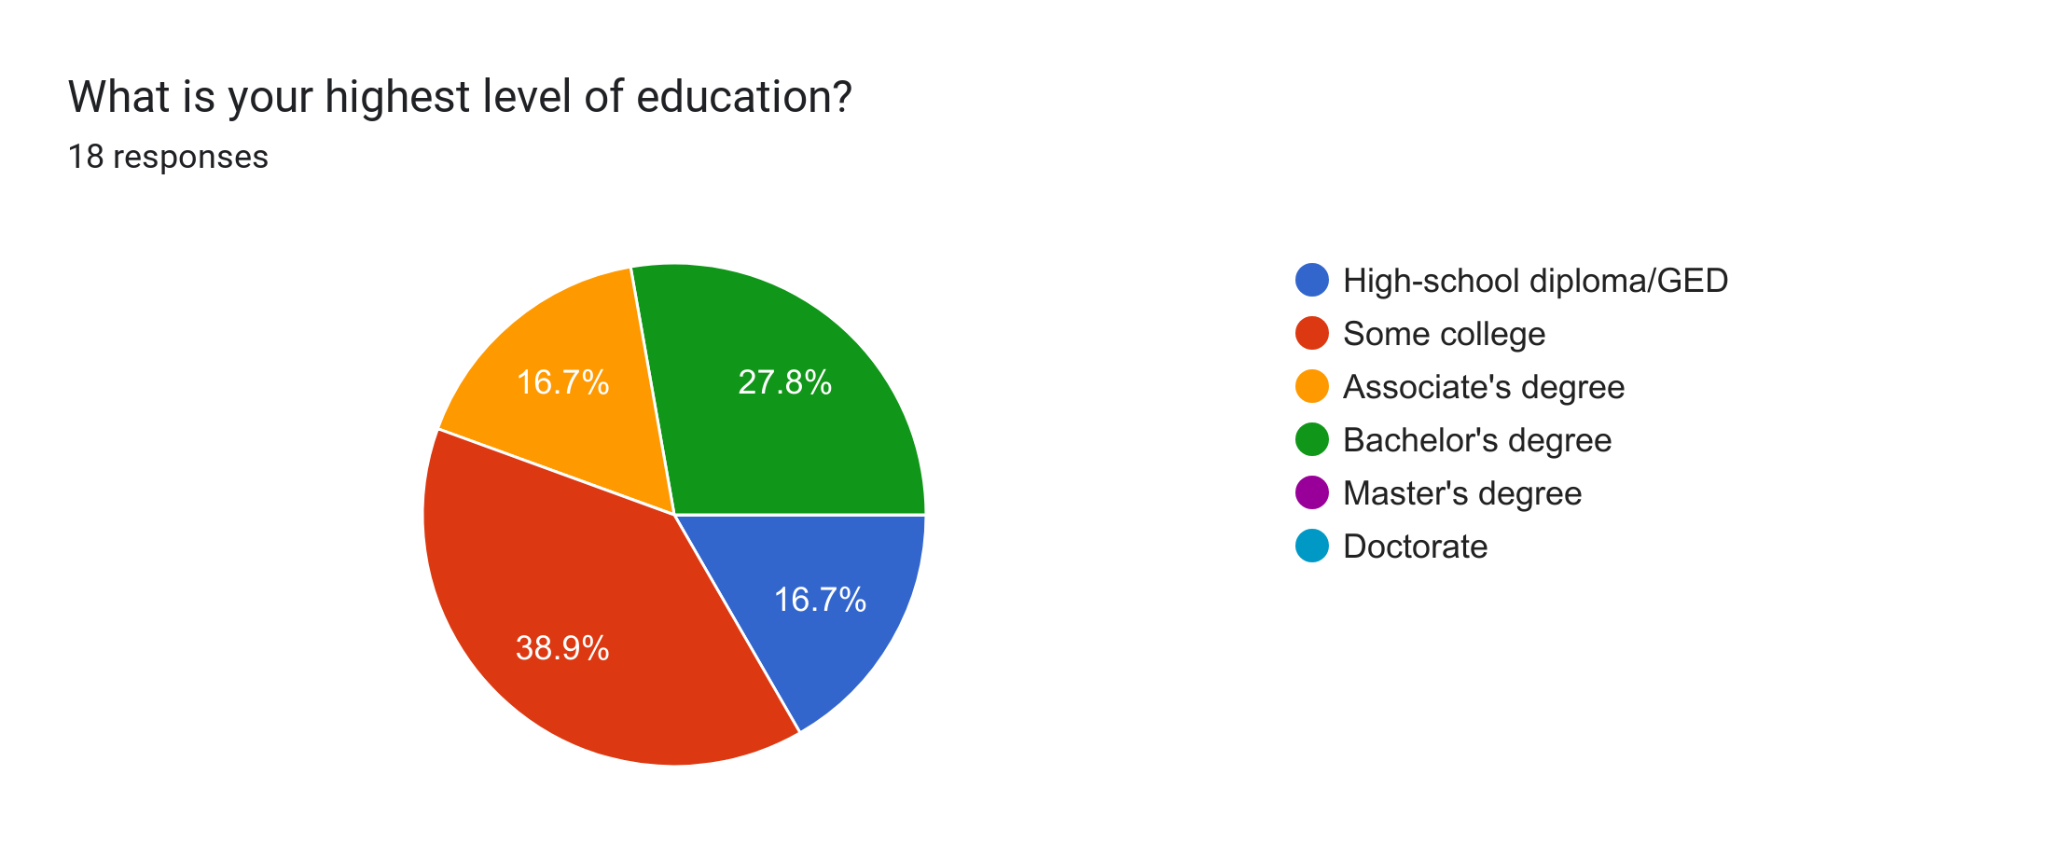 What is your highest level of education?
18 responses
16.7%
27.8%
38.9%
16.7%
High-school diploma/GED
Some college
Associate's degree
Bachelor's degree
Master's degree
Doctorate